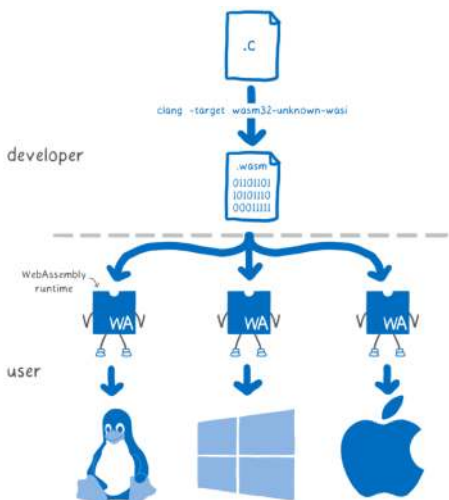 .C
clang -target wasm32-unknown-wasi
developer
.wasm
01101101
10101110
00011111
WebAssembly
runtime
WA
WA
WA
user